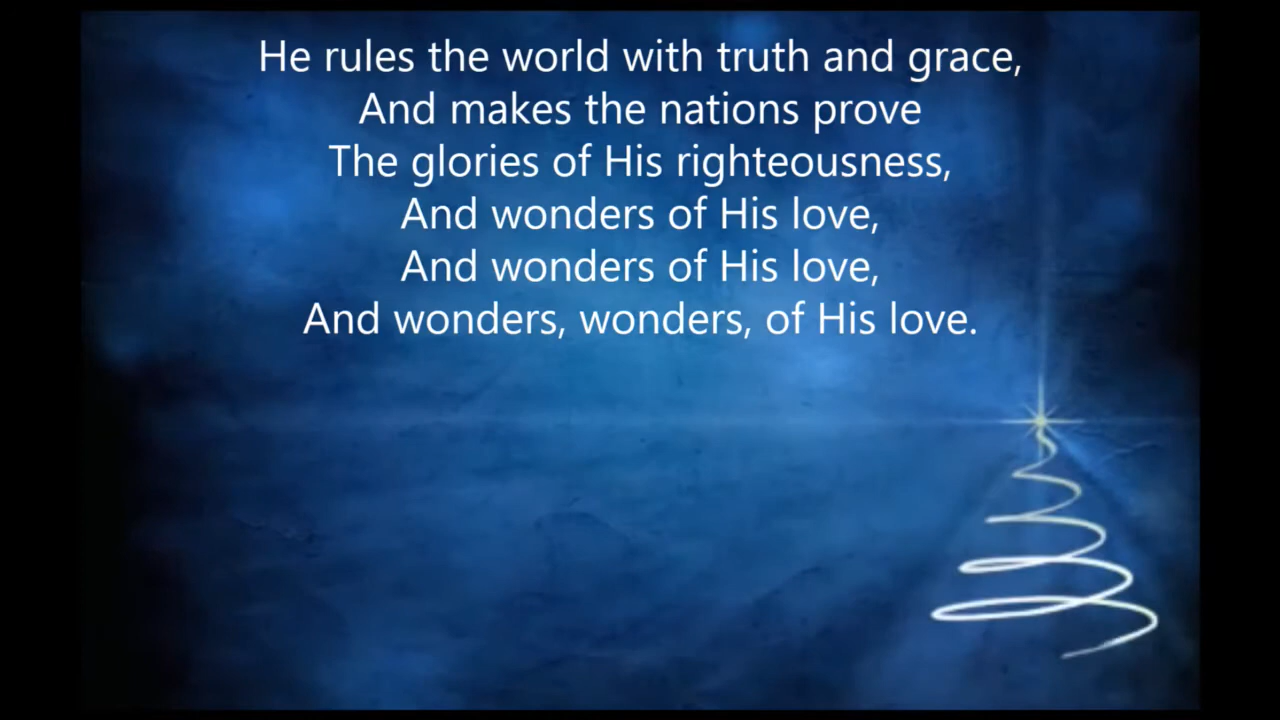 He rules the world with truth and grace,
And makes the nations prove
The glories of His righteousness,
And wonders of His love,
And wonders of His love,
And wonders, wonders, of His love.